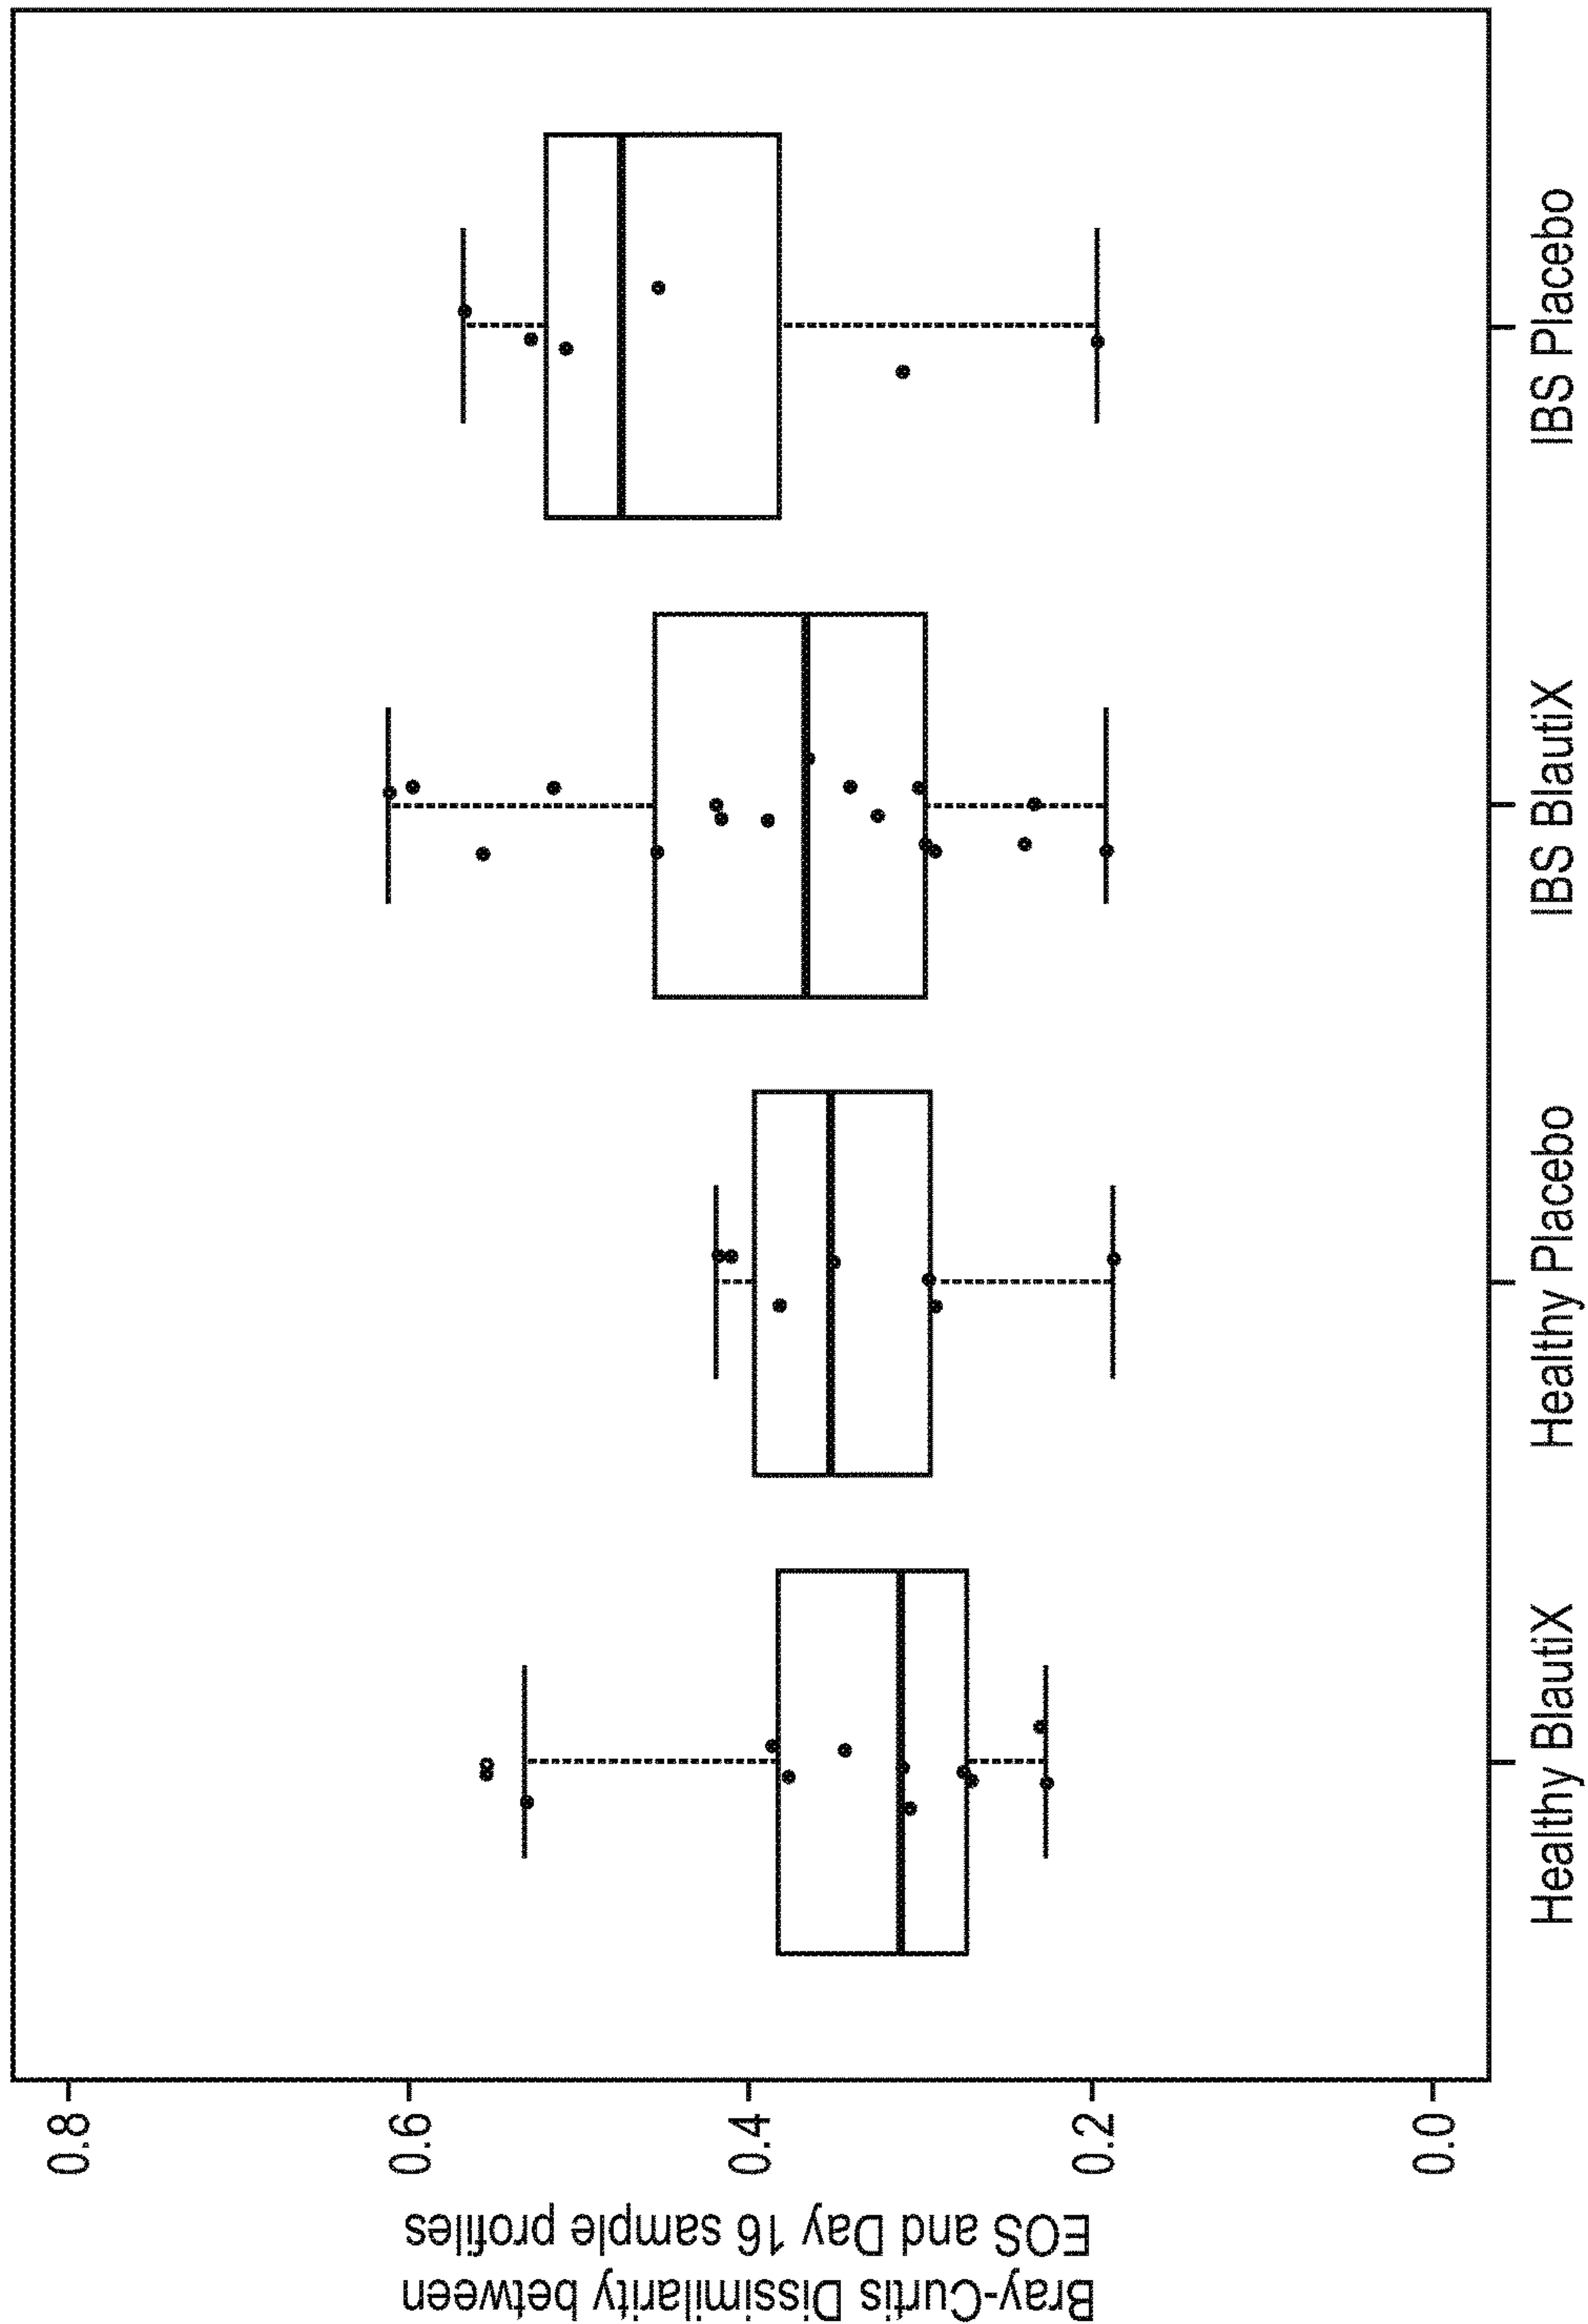 Bray-Curtis Dissimilarity between
EOS and Day 16 sample profiles
0.8
0.6
0.4
0.2
0.0
Healthy BlautiX
Healthy Placebo
IBS BlautiX
IBS Placebo